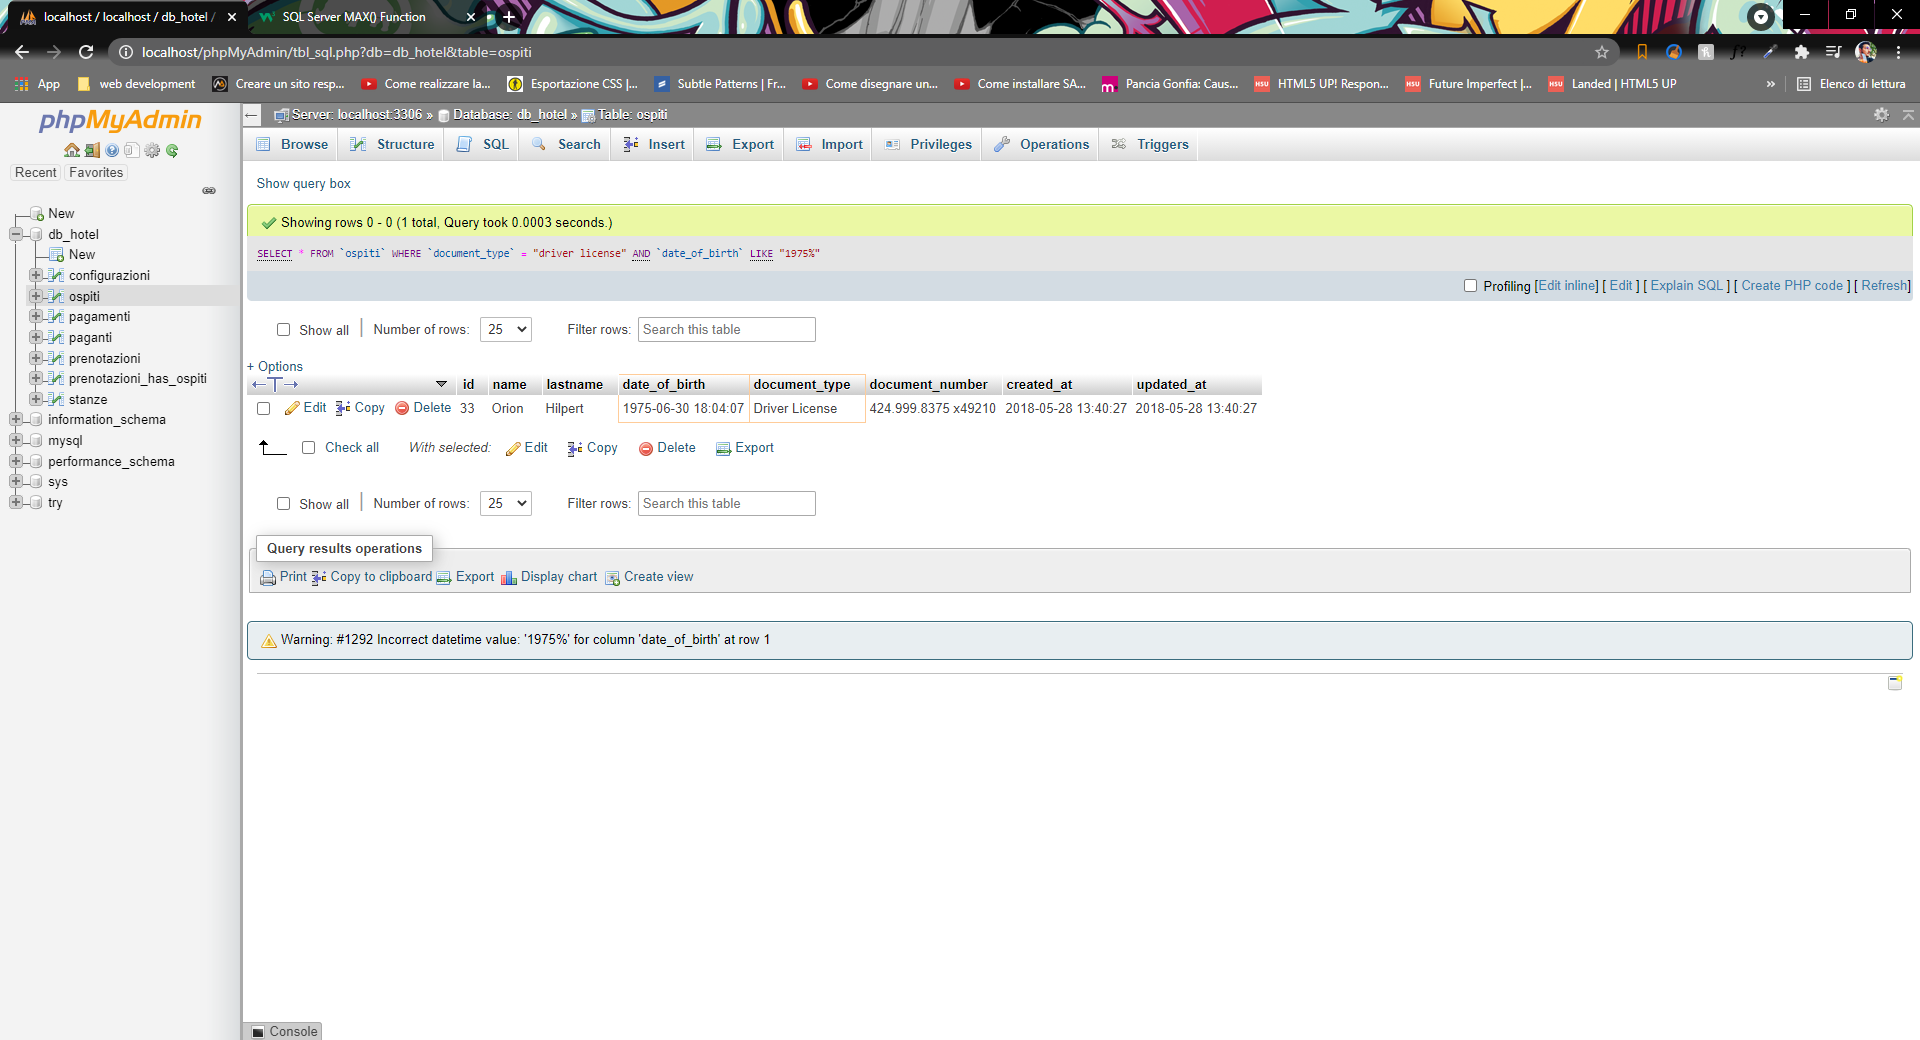 localhost / localhost / db_hotel /
SQL Server MAX() Function
localhost/phpMyAdmin/tbl_sql.php?db=db_hotel&table=ospiti
App
web development
Creare un sito resp...
Come realizzare la...
Esportazione CSS |...
Subtle Patterns | Fr...
Come disegnare un...
Come installare SA...
Pancia Gonfia: Caus...
HTML5 UP! Respon...
Future Imperfect |...
Landed | HTML5 UP
»
Elenco di lettura
phpMyAdmin
Recent Favorites
New
db_hotel
New
configurazioni
ospiti
pagamenti
paganti
prenotazioni
prenotazioni_has_ospiti
stanze
information_schema
mysql
performance_schema
sys
try
Server: localhost:3306 » Database: db_hotel » Table: ospiti
Browse Structure SQL Search Insert Export Import Privileges Operations Triggers
Show query box
Showing rows 0 - 0 (1 total, Query took 0.0003 seconds.)
SELECT * FROM `ospiti` WHERE `document_type` = "driver license" AND `date_of_birth` LIKE "1975%"
Profiling [Edit inline] [ Edit ] [ Explain SQL ] [ Create PHP code ] [ Refresh]
Show all | Number of rows: 25 Filter rows: Search this table
+ Options
←T→ id name lastname date_of_birth document_type document_number created_at updated_at
Edit Copy Delete 33 Orion Hilpert 1975-06-30 18:04:07 Driver License 424.999.8375 x49210 2018-05-28 13:40:27 2018-05-28 13:40:27
Check all With selected: Edit Copy Delete Export
Show all | Number of rows: 25 Filter rows: Search this table
Query results operations
Print Copy to clipboard Export Display chart Create view
Warning: #1292 Incorrect datetime value: '1975%' for column 'date_of_birth' at row 1
Console